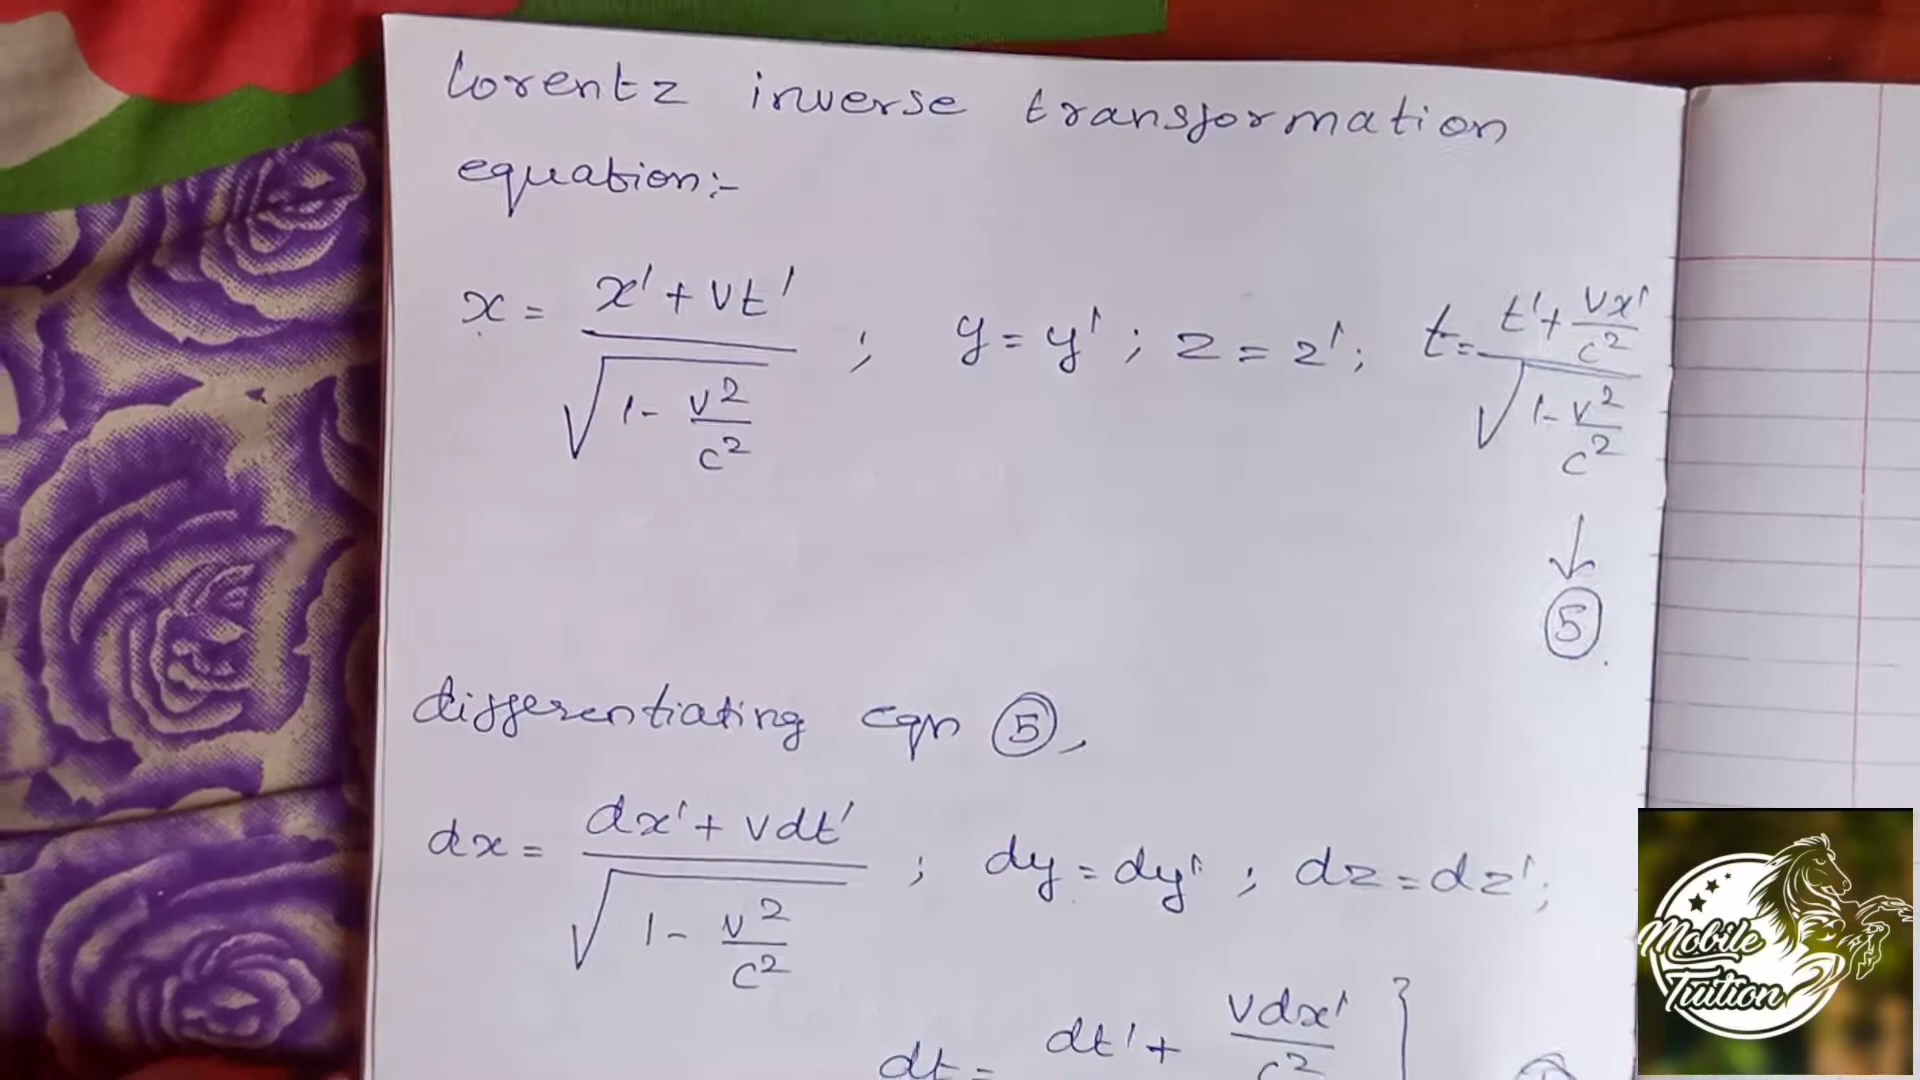 Lorentz inverse transformation
equation:-
x = x' + vt' / √(1 - v²/c²) ; y = y' ; z = z' ; t = t' + vx'/c² / √(1 - v²/c²)
↓
⑤
differentiating eqn ⑤,
dx = dx' + vdt' / √(1 - v²/c²) ; dy = dy' ; dz = dz' ;
dt = dt' + vdx'/c² }
Mobile
Tuition